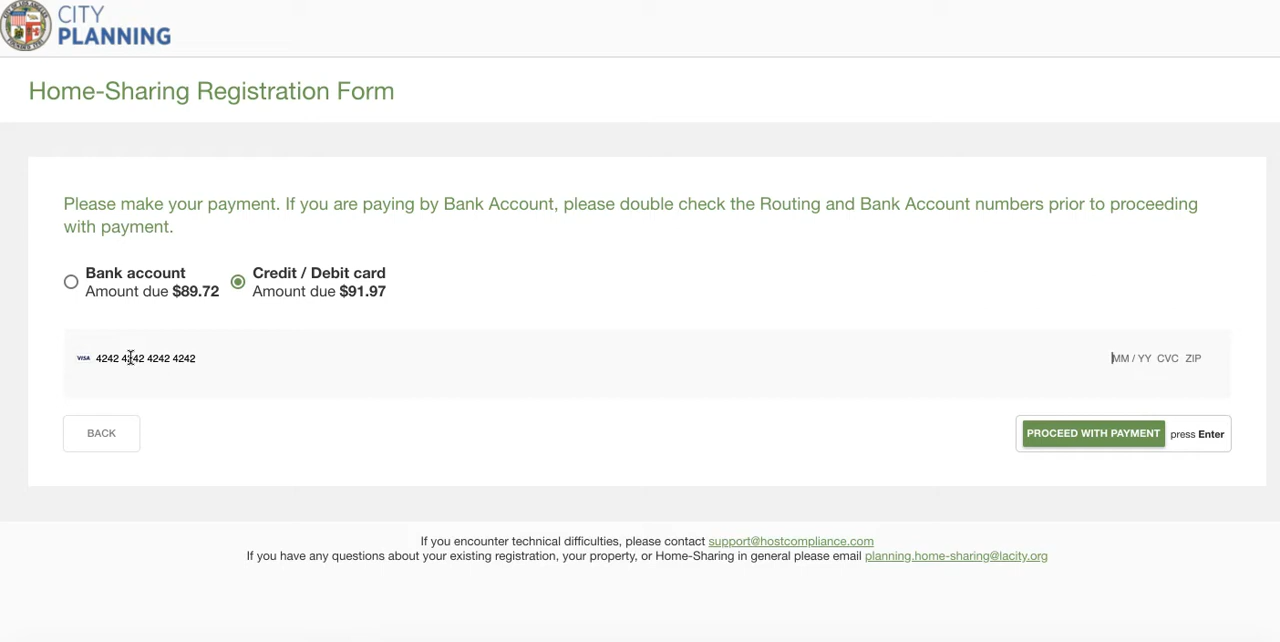 CITY
PLANNING
Home-Sharing Registration Form
Please make your payment. If you are paying by Bank Account, please double check the Routing and Bank Account numbers prior to proceeding
with payment.
Bank account
Amount due $89.72
Credit / Debit card
Amount due $91.97
VISA 4242 4242 4242 4242 MM / YY CVC ZIP
BACK
PROCEED WITH PAYMENT press Enter
If you encounter technical difficulties, please contact support@hostcompliance.com
If you have any questions about your existing registration, your property, or Home-Sharing in general please email planning.home-sharing@lacity.org